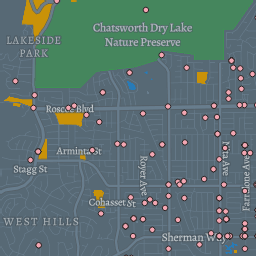 Chatsworth Dry Lake
Nature Preserve
LAKESIDE
PARK
Roscoe Blvd
Arminta St
Stagg St
Royer Ave
Farralone Ave
Cohasset St
WEST HILLS
Sherman Way